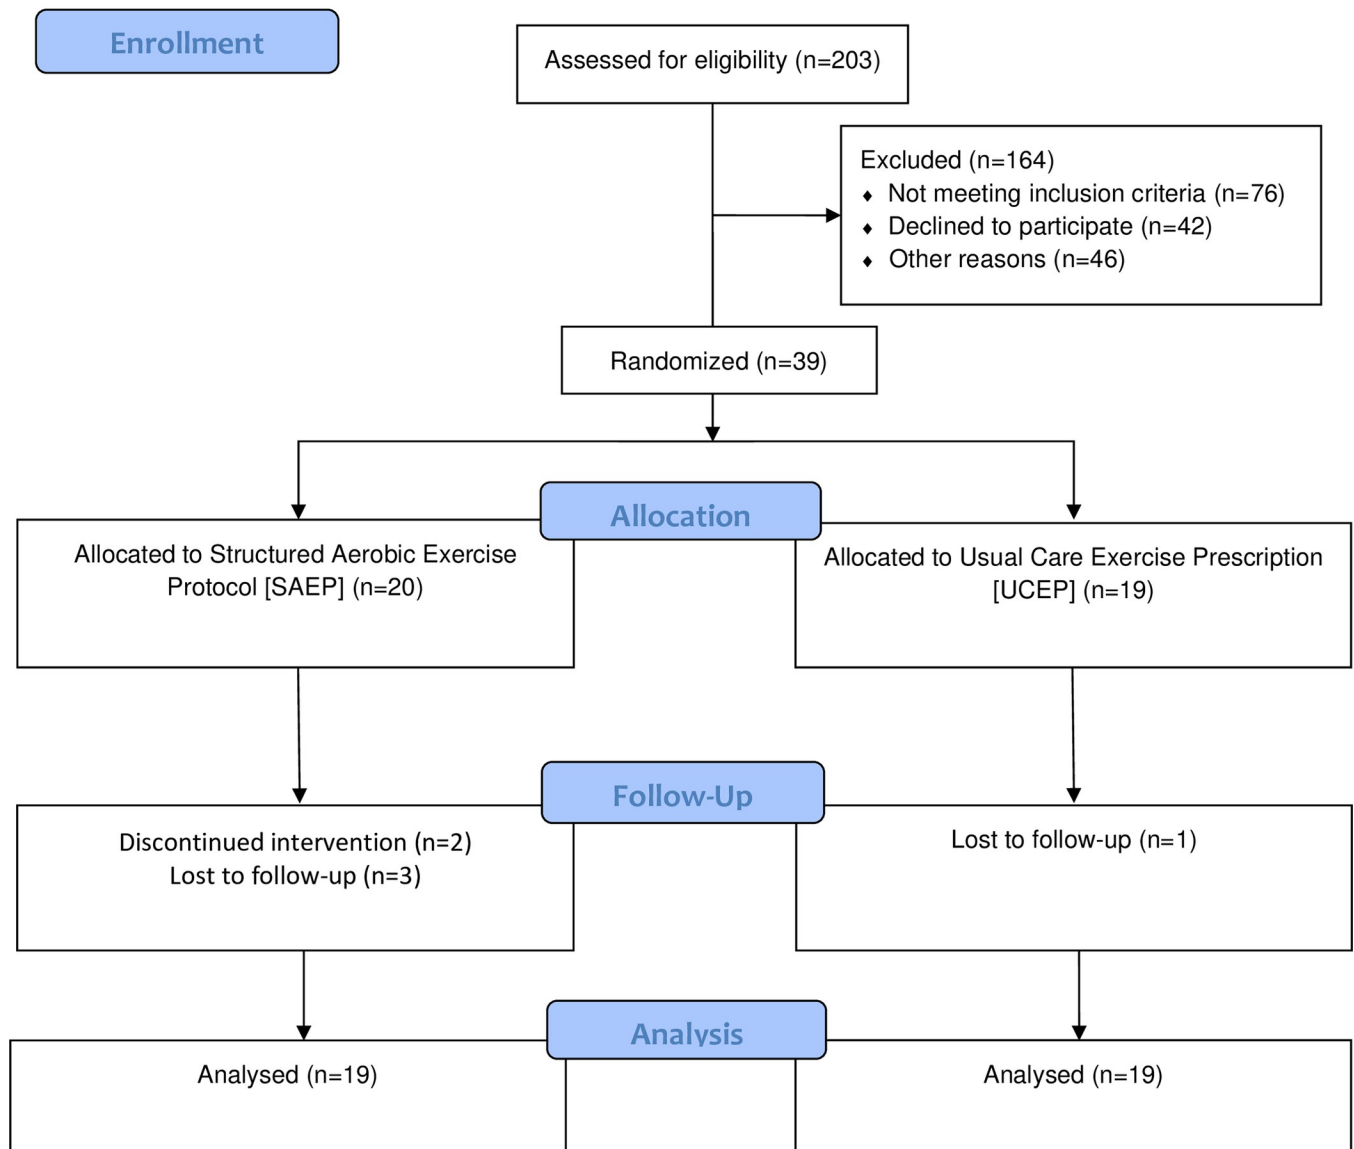 Enrollment
Assessed for eligibility (n=203)
Excluded (n=164)
♦ Not meeting inclusion criteria (n=76)
♦ Declined to participate (n=42)
♦ Other reasons (n=46)
Randomized (n=39)
Allocation
Allocated to Structured Aerobic Exercise
Protocol [SAEP] (n=20)
Allocated to Usual Care Exercise Prescription
[UCEP] (n=19)
Follow-Up
Discontinued intervention (n=2)
Lost to follow-up (n=3)
Lost to follow-up (n=1)
Analysis
Analysed (n=19)
Analysed (n=19)